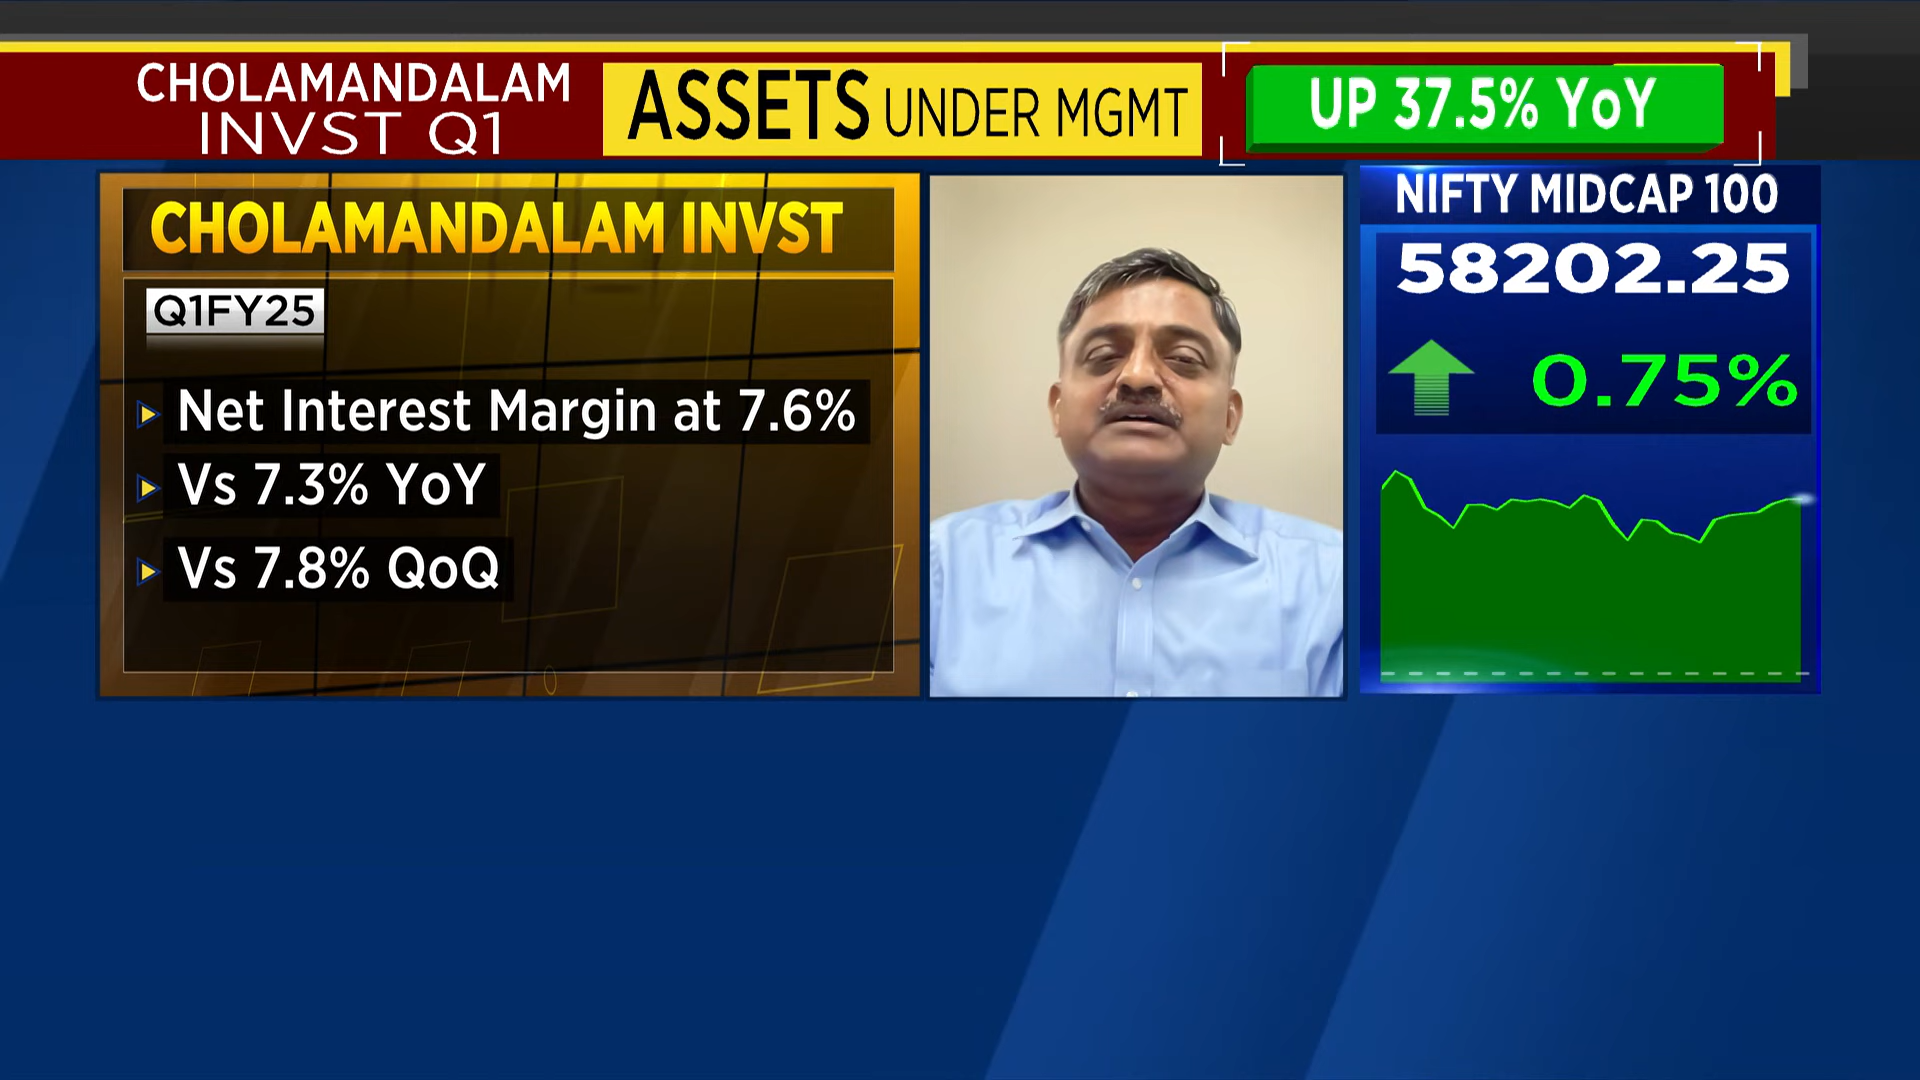 CHOLAMANDALAM
INVST Q1
ASSETS UNDER MGMT
UP 37.5% YoY
CHOLAMANDALAM INVST
Q1FY25
Net Interest Margin at 7.6%
Vs 7.3% YoY
Vs 7.8% QoQ
NIFTY MIDCAP 100
58202.25
0.75%